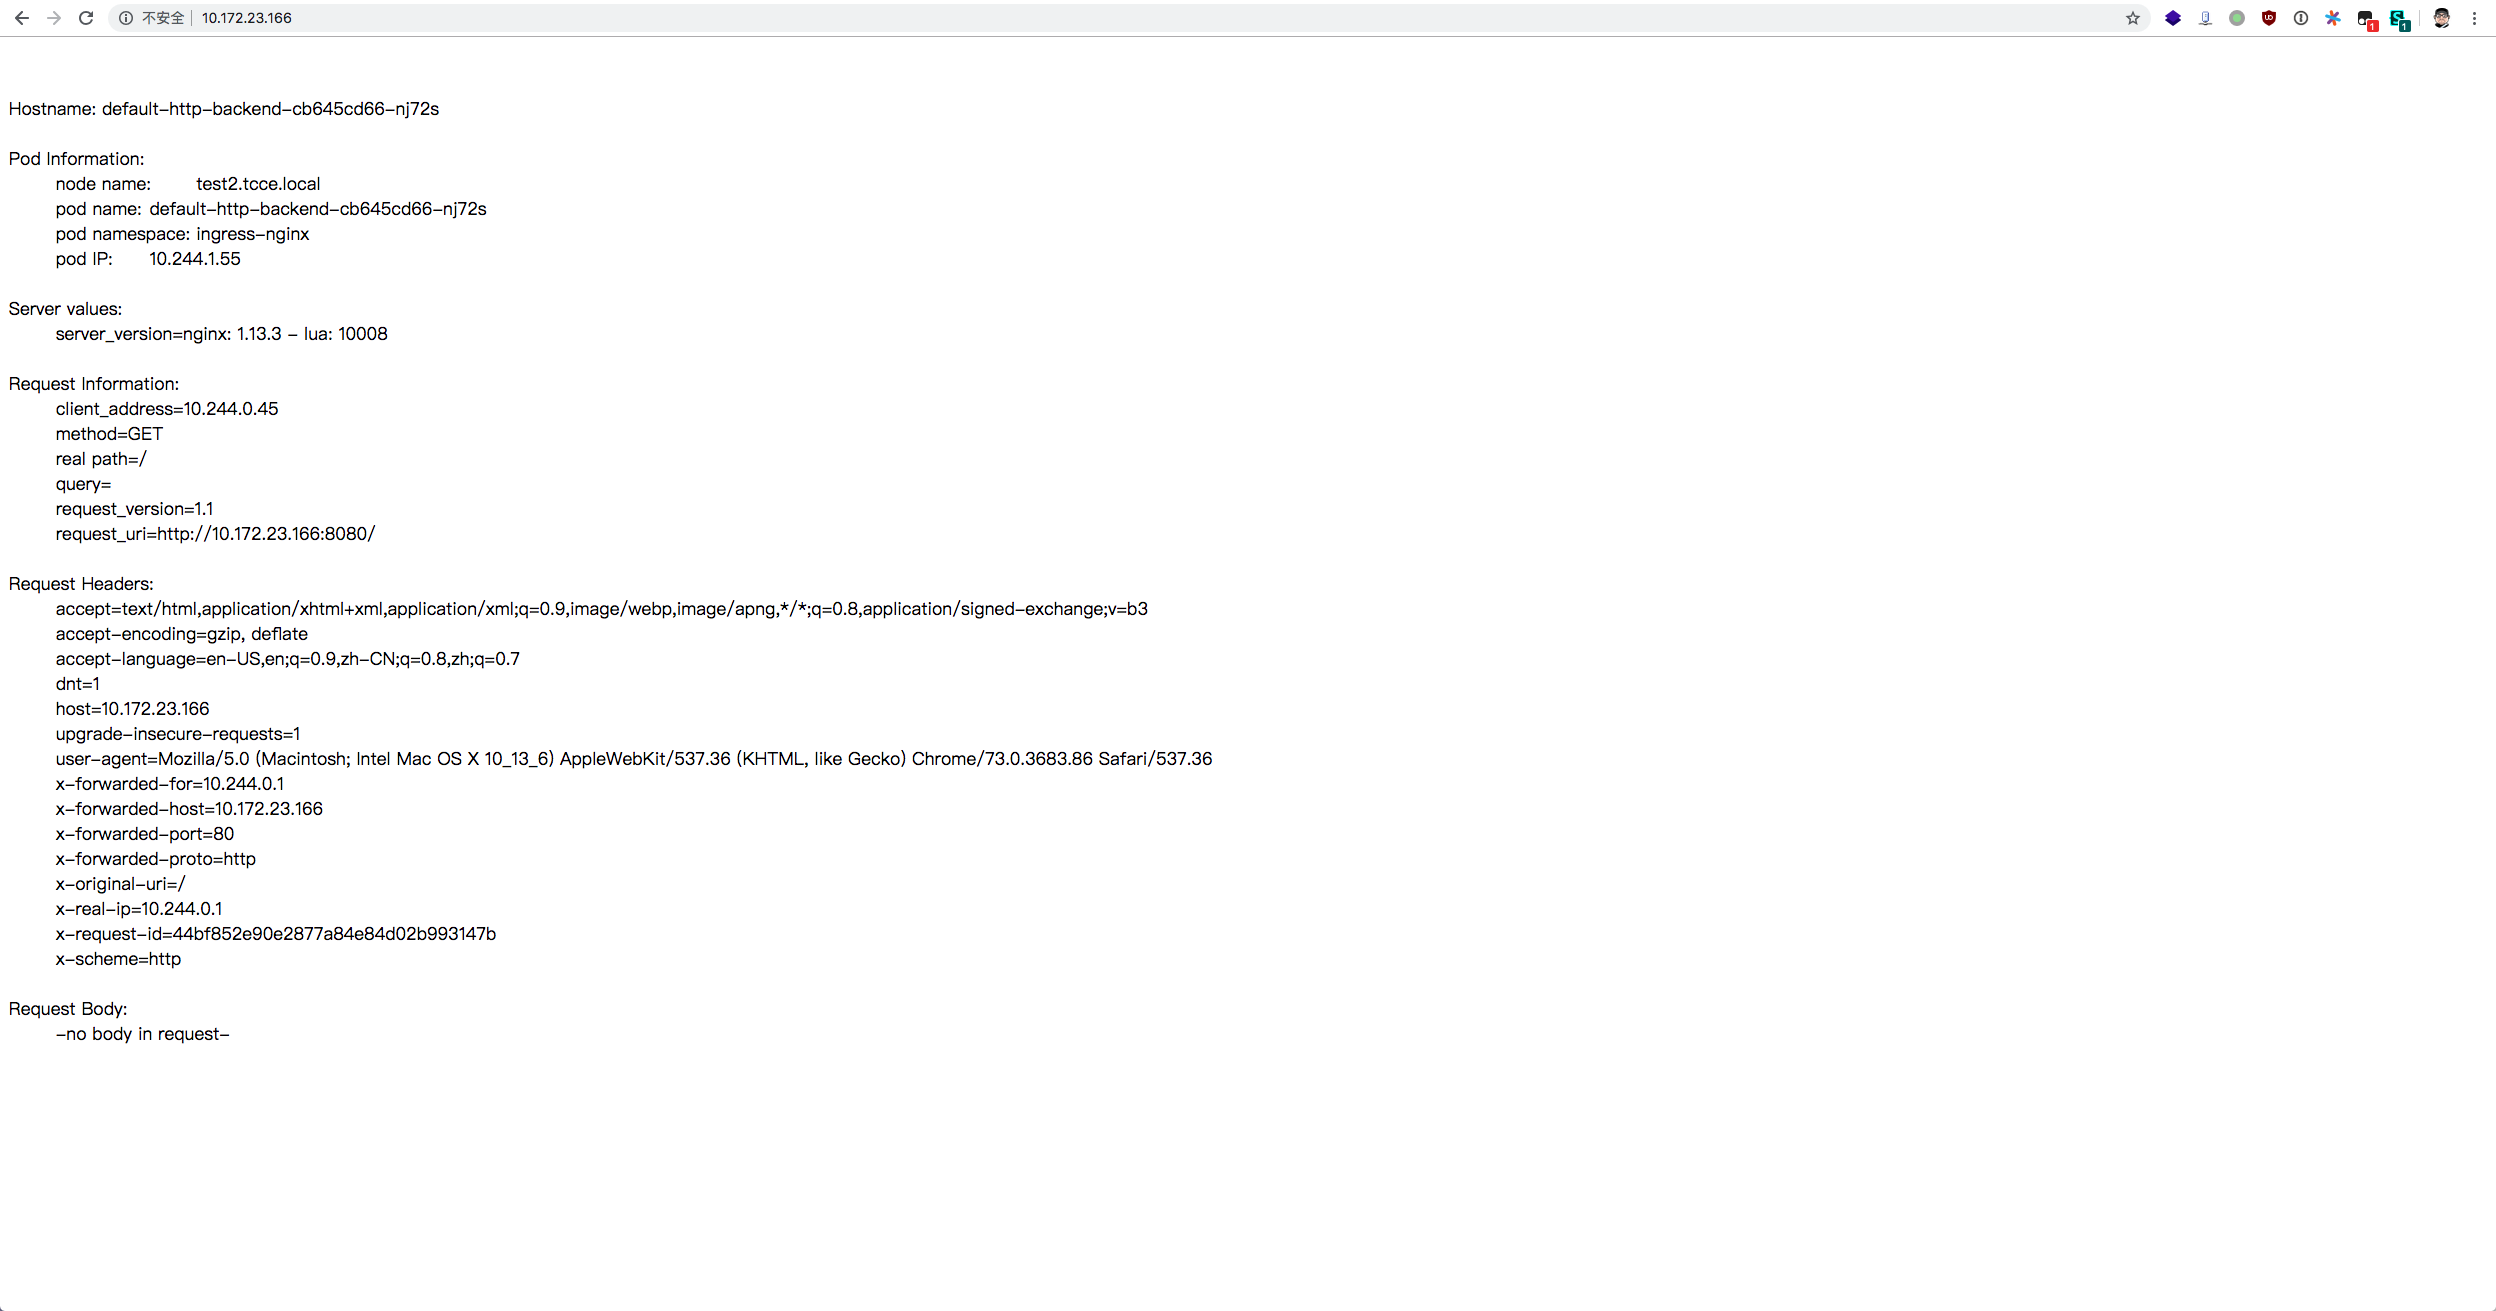 不安全 10.172.23.166
1
1
Hostname: default-http-backend-cb645cd66-nj72s
Pod Information:
node name: test2.tcce.local
pod name: default-http-backend-cb645cd66-nj72s
pod namespace: ingress-nginx
pod IP: 10.244.1.55
Server values:
server_version=nginx: 1.13.3 - lua: 10008
Request Information:
client_address=10.244.0.45
method=GET
real path=/
query=
request_version=1.1
request_uri=http://10.172.23.166:8080/
Request Headers:
accept=text/html,application/xhtml+xml,application/xml;q=0.9,image/webp,image/apng,*/*;q=0.8,application/signed-exchange;v=b3
accept-encoding=gzip, deflate
accept-language=en-US,en;q=0.9,zh-CN;q=0.8,zh;q=0.7
dnt=1
host=10.172.23.166
upgrade-insecure-requests=1
user-agent=Mozilla/5.0 (Macintosh; Intel Mac OS X 10_13_6) AppleWebKit/537.36 (KHTML, like Gecko) Chrome/73.0.3683.86 Safari/537.36
x-forwarded-for=10.244.0.1
x-forwarded-host=10.172.23.166
x-forwarded-port=80
x-forwarded-proto=http
x-original-uri=/
x-real-ip=10.244.0.1
x-request-id=44bf852e90e2877a84e84d02b993147b
x-scheme=http
Request Body:
-no body in request-